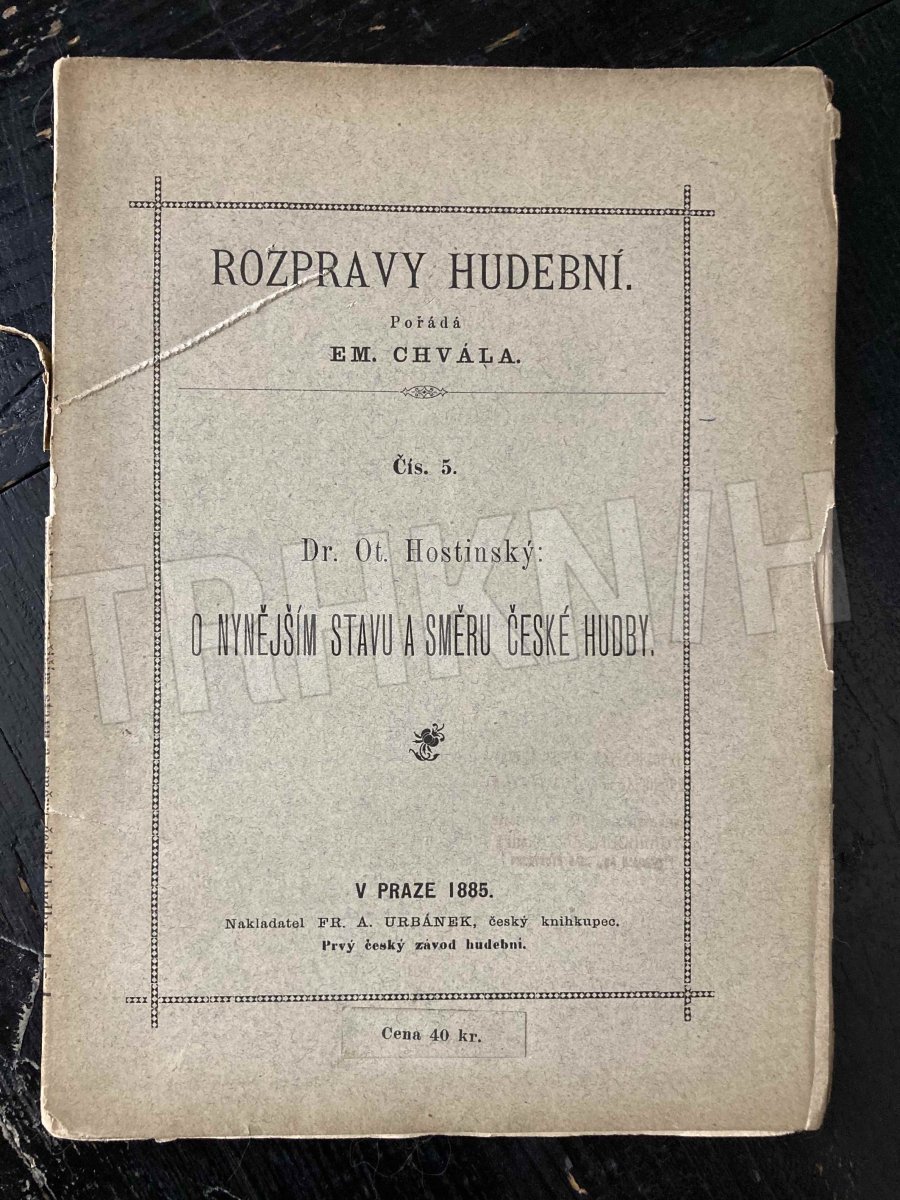 ROZPRAVY HUDEBNÍ.
Pořádá
EM. CHVÁLA.
Čís. 5.
Dr. Ot. Hostinský:
O NYNĚJŠÍM STAVU A SMĚRU ČESKÉ HUDBY.
V PRAZE 1885.
Nakladatel FR. A. URBÁNEK, český knihkupec.
Prvý český závod hudební.
Cena 40 kr.
TRHKNIH